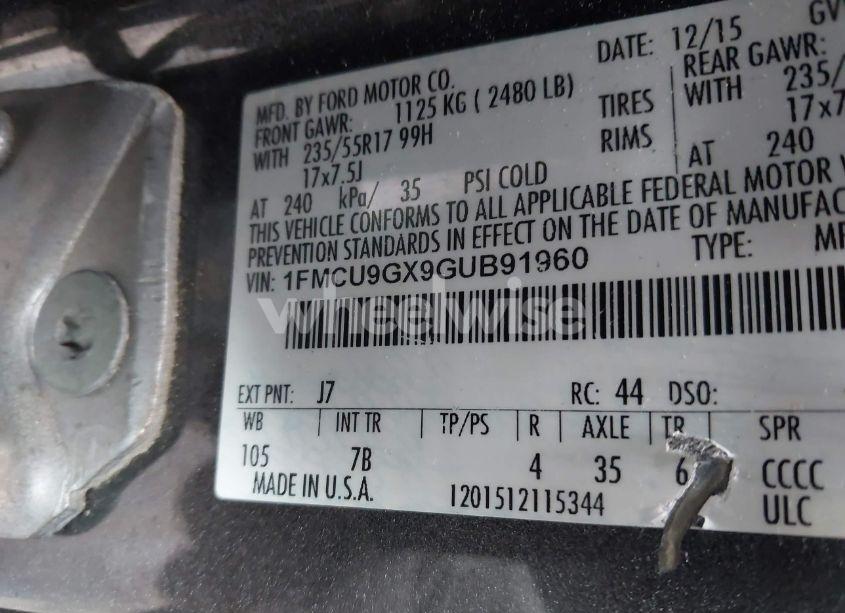 DATE: 12/15 GV
MFD. BY FORD MOTOR CO.
FRONT GAWR: 1125 KG ( 2480 LB) REAR GAWR:
WITH 235/55R17 99H TIRES WITH 235/
17x7.5J RIMS 17x7
AT 240 kPa/ 35 PSI COLD AT 240
THIS VEHICLE CONFORMS TO ALL APPLICABLE FEDERAL MOTOR V
PREVENTION STANDARDS IN EFFECT ON THE DATE OF MANUFAC
VIN: 1FMCU9GX9GUB91960 TYPE: MP
wheelwise
EXT PNT: J7 RC: 44 DSO:
WB INT TR TP/PS R AXLE TR SPR
105 7B 4 35 6 CCCC
MADE IN U.S.A. 1201512115344 ULC